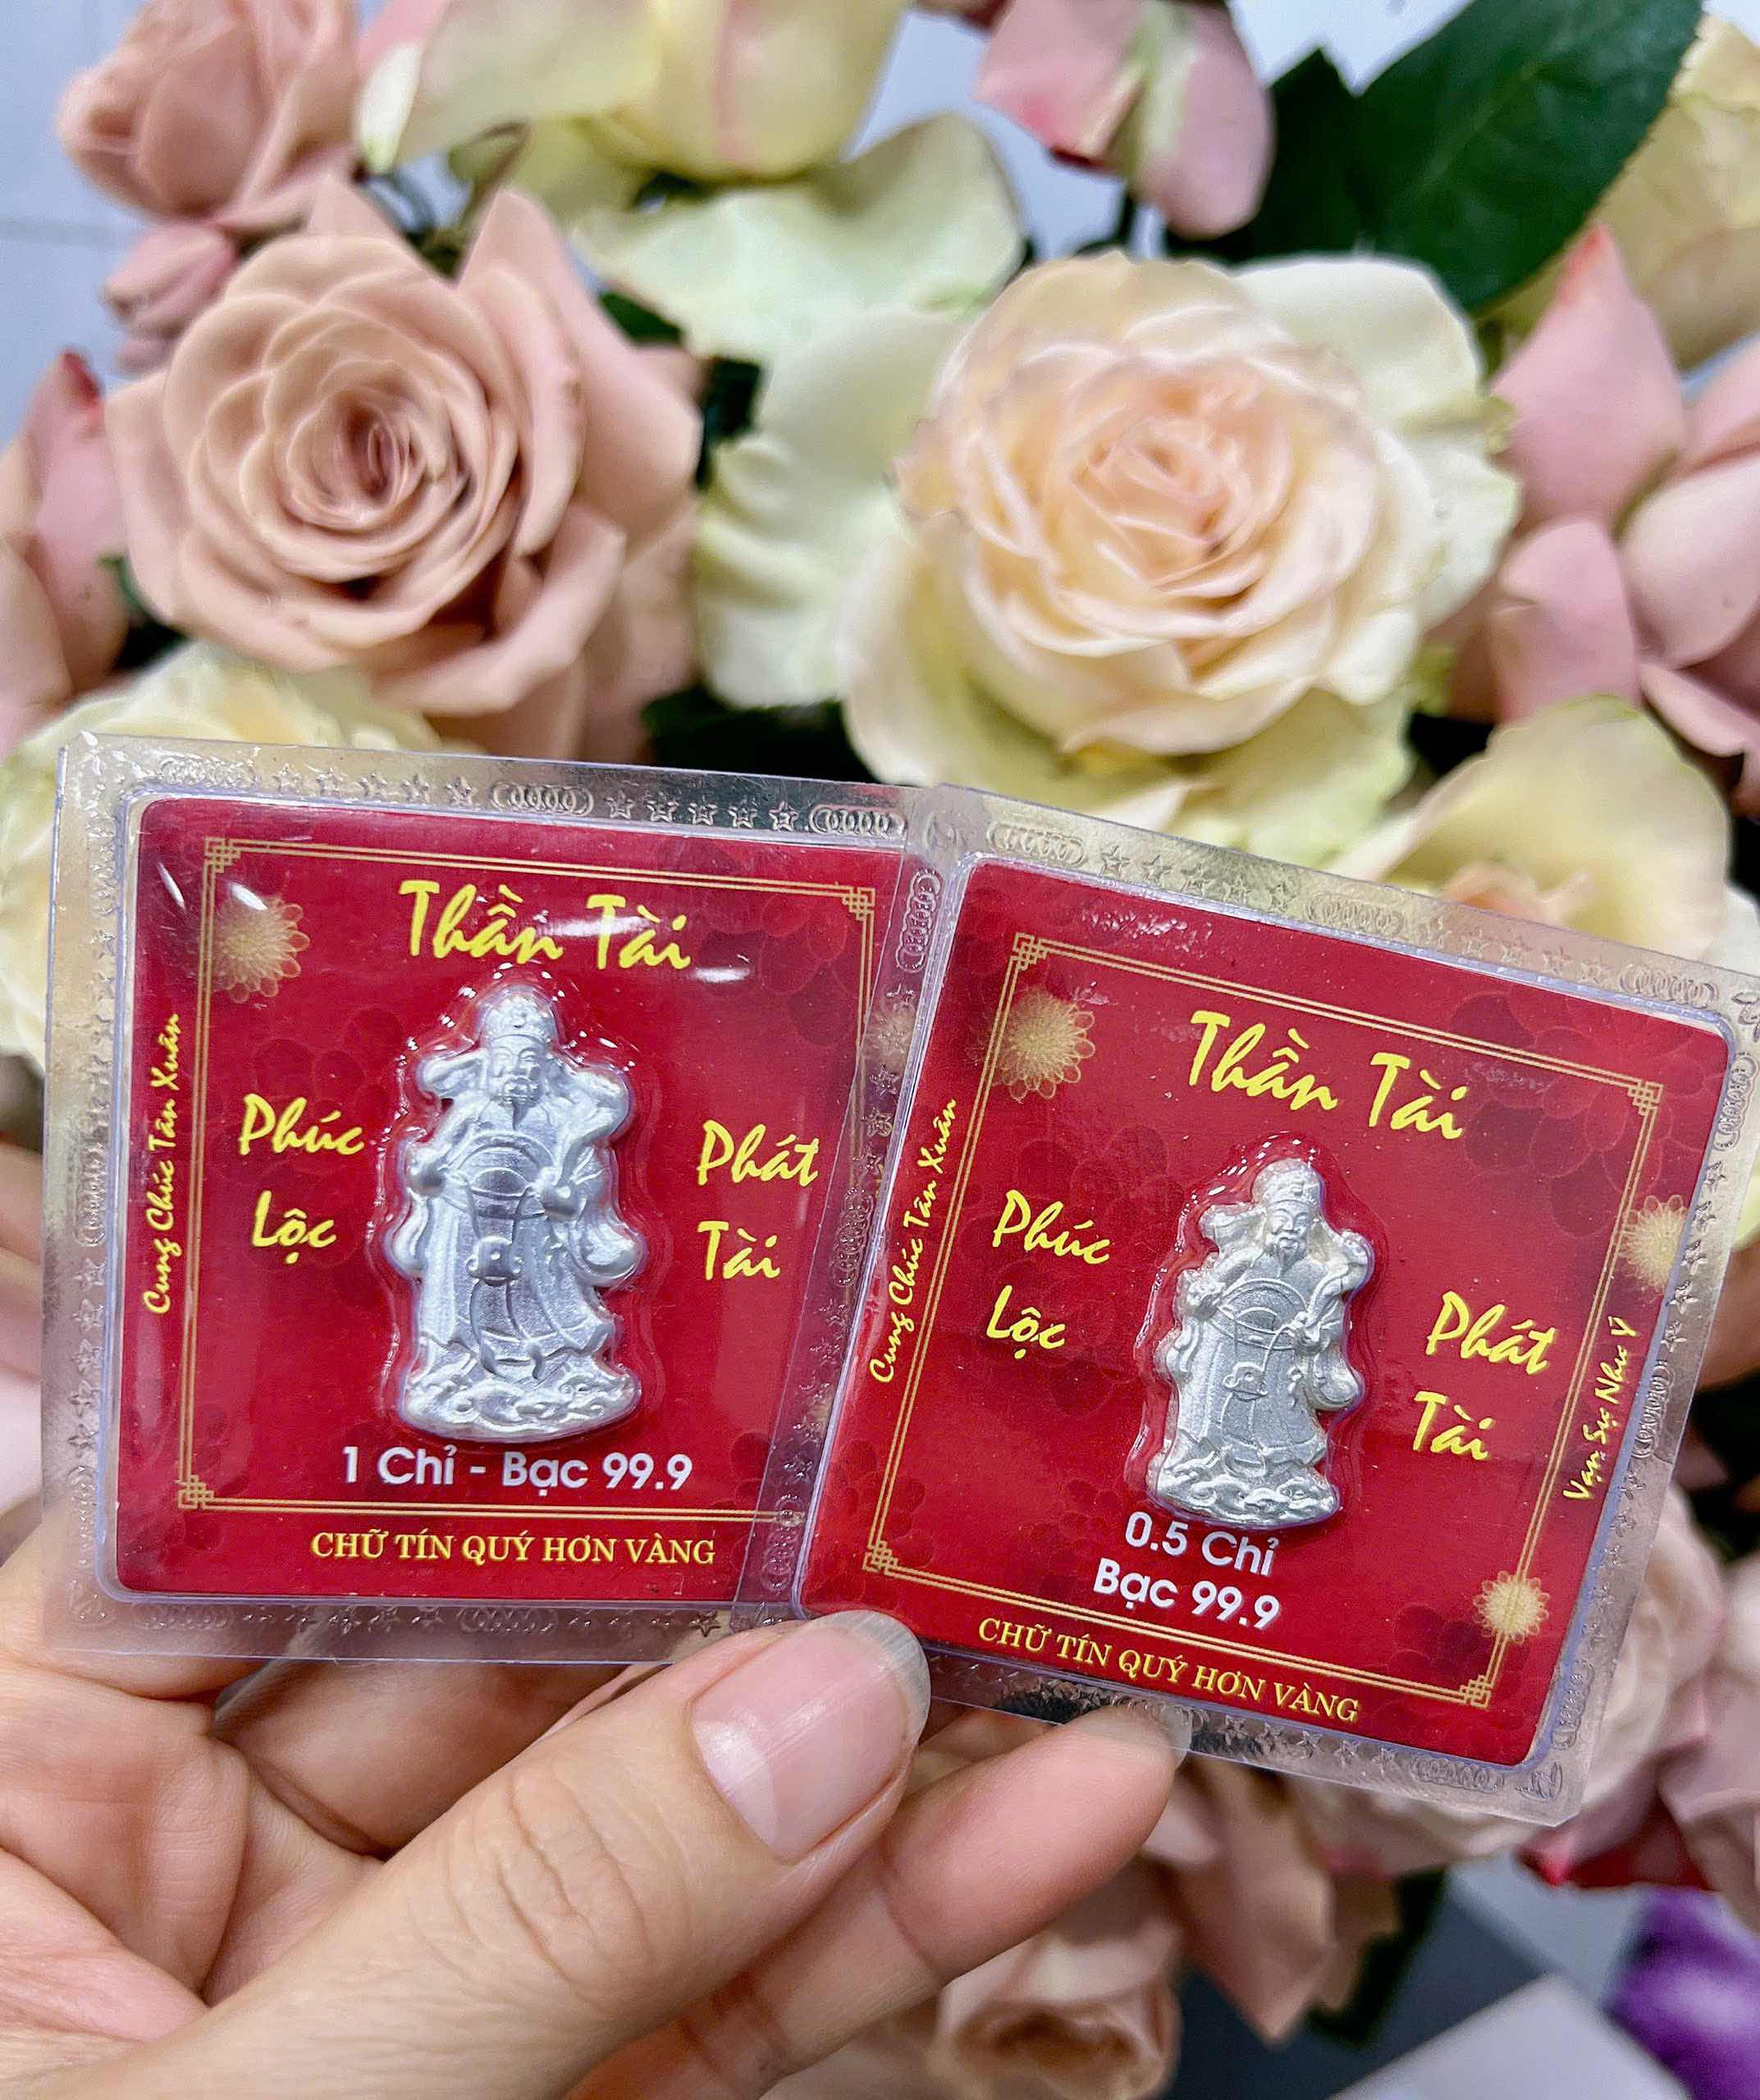 Thần Tài
Cung Chúc Tân Xuân
Phúc
Lộc
Phát
Tài
1 Chỉ - Bạc 99.9
CHỮ TÍN QUÝ HƠN VÀNG
Thần Tài
Cung Chúc Tân Xuân
Phúc
Lộc
Phát
Tài
Vạn Sự Như Ý
0.5 Chỉ
Bạc 99.9
CHỮ TÍN QUÝ HƠN VÀNG